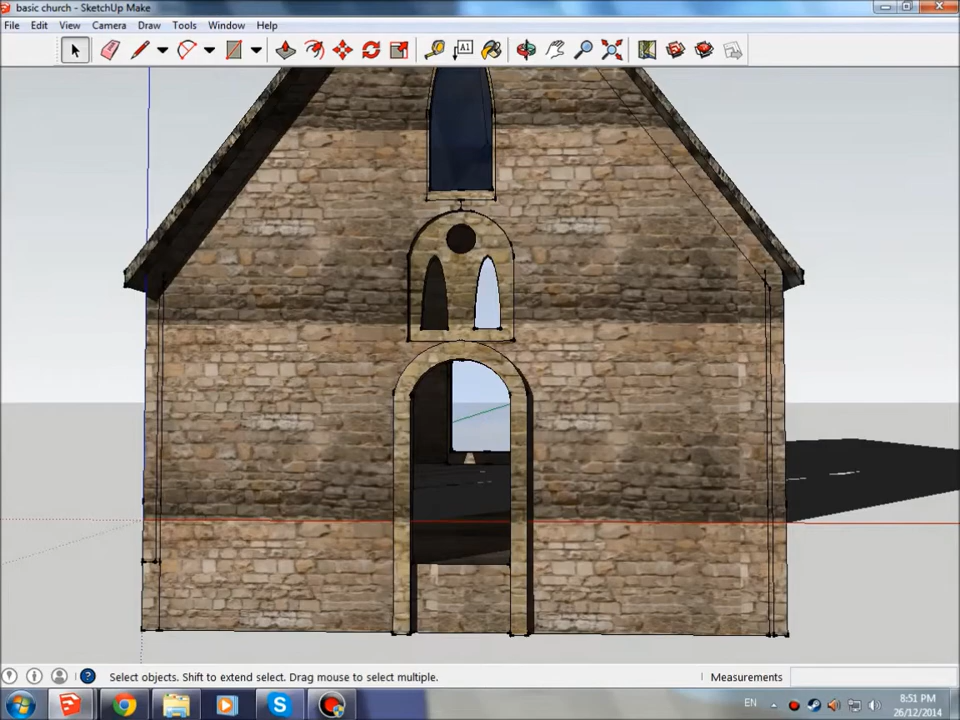 basic church - SketchUp Make
File Edit View Camera Draw Tools Window Help
A1
Select objects. Shift to extend select. Drag mouse to select multiple.
Measurements
EN
8:51 PM
26/12/2014